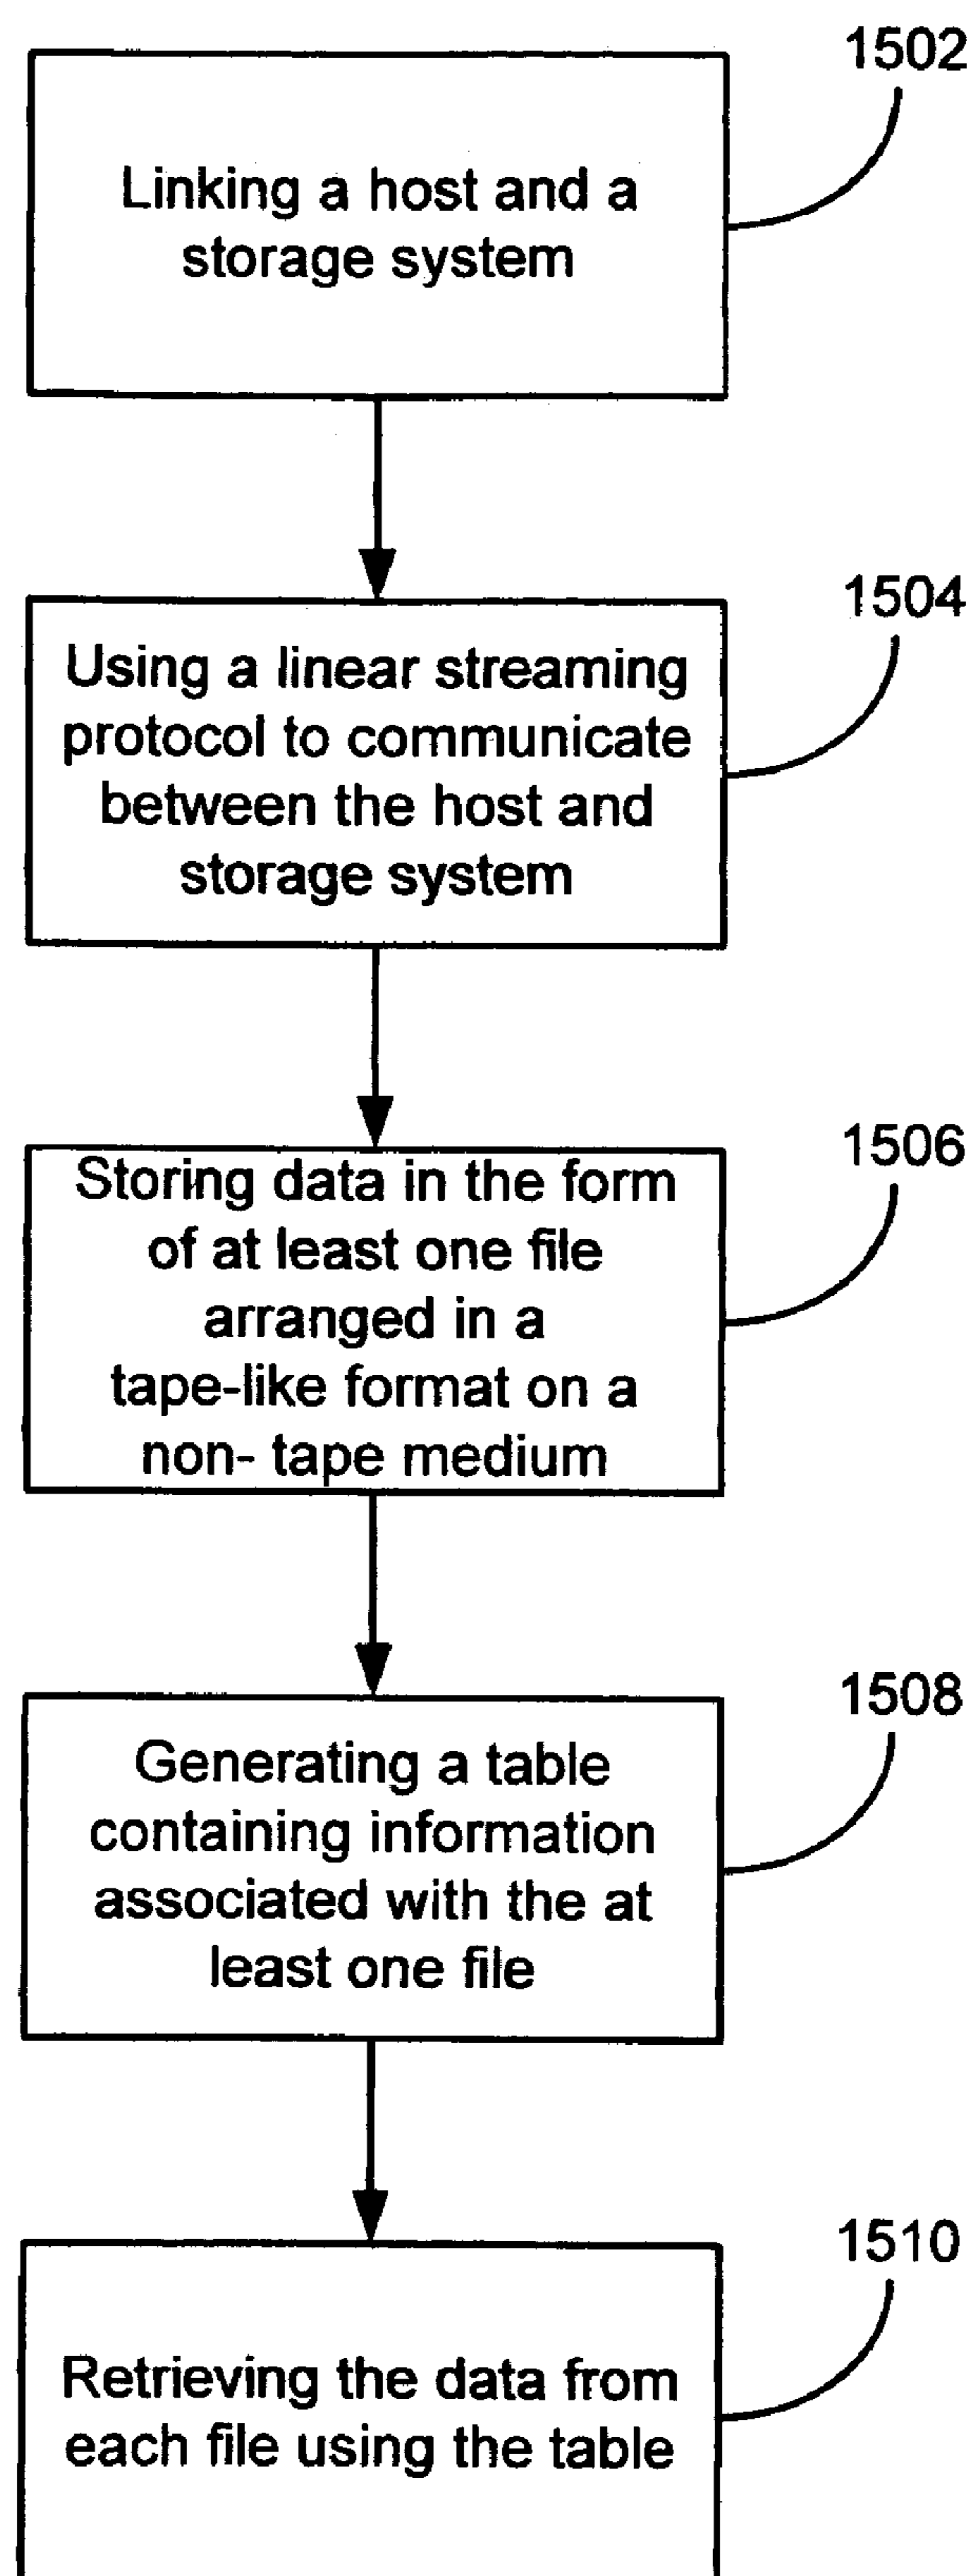 1502
Linking a host and a
storage system
1504
Using a linear streaming
protocol to communicate
between the host and
storage system
1506
Storing data in the form
of at least one file
arranged in a
tape-like format on a
non- tape medium
1508
Generating a table
containing information
associated with the at
least one file
1510
Retrieving the data from
each file using the table